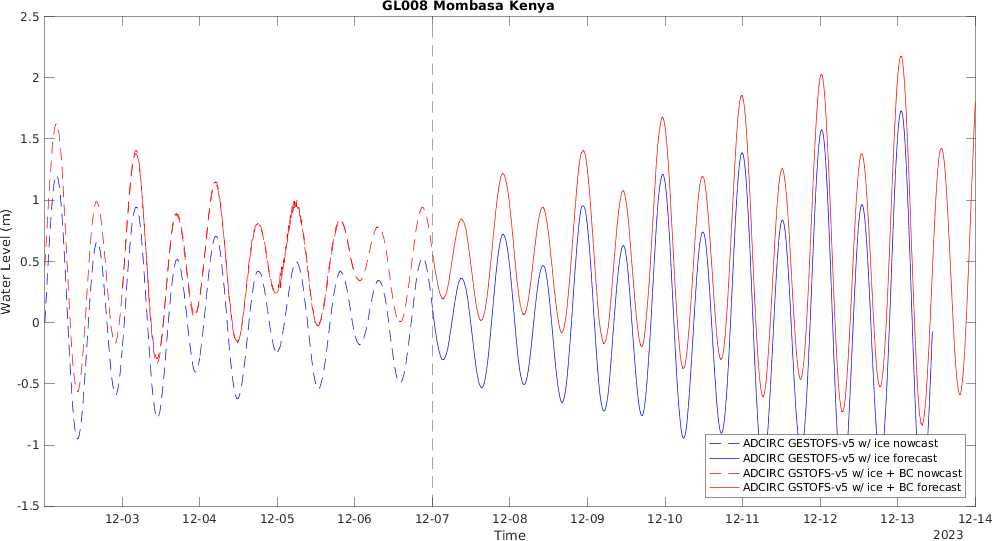 GL008 Mombasa Kenya
2.5
2
1.5
1
0.5
0
-0.5
-1
-1.5
Water Level (m)
ADCIRC GESTOFS-v5 w/ ice nowcast
ADCIRC GESTOFS-v5 w/ ice forecast
ADCIRC GSTOFS-v5 w/ ice + BC nowcast
ADCIRC GSTOFS-v5 w/ ice + BC forecast
12-03 12-04 12-05 12-06 12-07 12-08 12-09 12-10 12-11 12-12 12-13 12-14
Time
2023